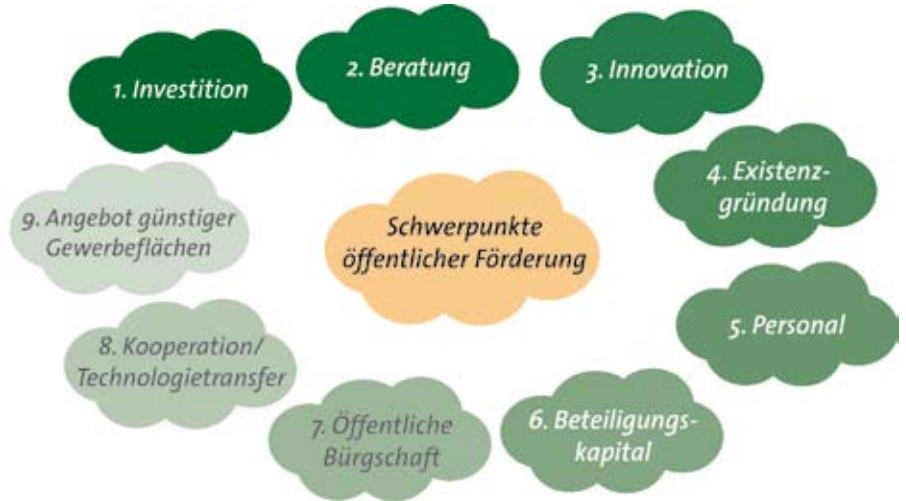 1. Investition
2. Beratung
3. Innovation
4. Existenz-
gründung
5. Personal
6. Beteiligungs-
kapital
7. Öffentliche
Bürgschaft
8. Kooperation/
Technologietransfer
9. Angebot günstiger
Gewerbeflächen
Schwerpunkte
öffentlicher Förderung